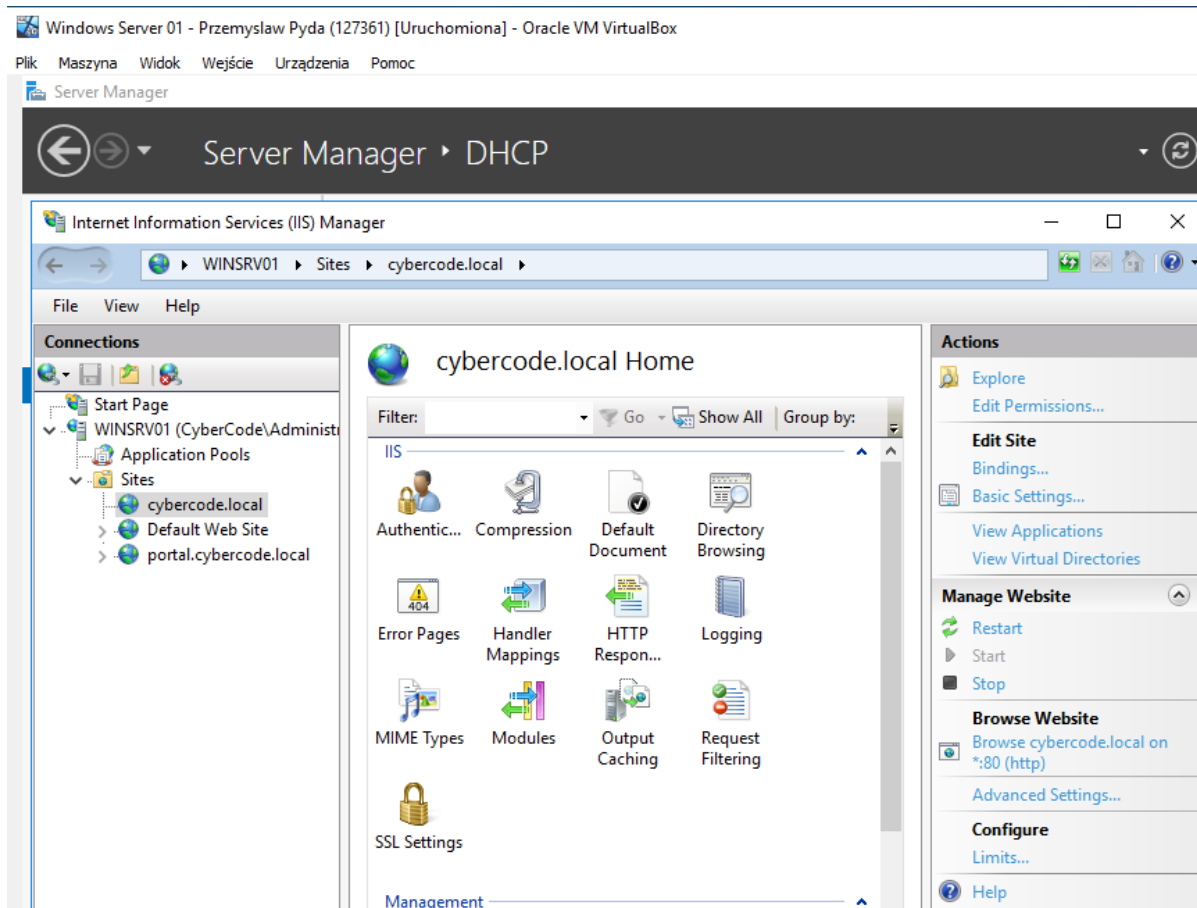 Windows Server 01 - Przemyslaw Pyda (127361) [Uruchomiona] - Oracle VM VirtualBox
Plik Maszyna Widok Wejście Urządzenia Pomoc
Server Manager
Server Manager ‣ DHCP
Internet Information Services (IIS) Manager
WINSRV01 Sites cybercode.local
File View Help
Connections
Start Page
WINSRV01 (CyberCode\Administr
Application Pools
Sites
cybercode.local
Default Web Site
portal.cybercode.local
cybercode.local Home
Filter: Go Show All Group by:
IIS
Authentic... Compression Default Directory
Document Browsing
404
Error Pages Handler HTTP Logging
Mappings Respon...
MIME Types Modules Output Request
Caching Filtering
SSL Settings
Management
Actions
Explore
Edit Permissions...
Edit Site
Bindings...
Basic Settings...
View Applications
View Virtual Directories
Manage Website
Restart
Start
Stop
Browse Website
Browse cybercode.local on
*:80 (http)
Advanced Settings...
Configure
Limits...
Help